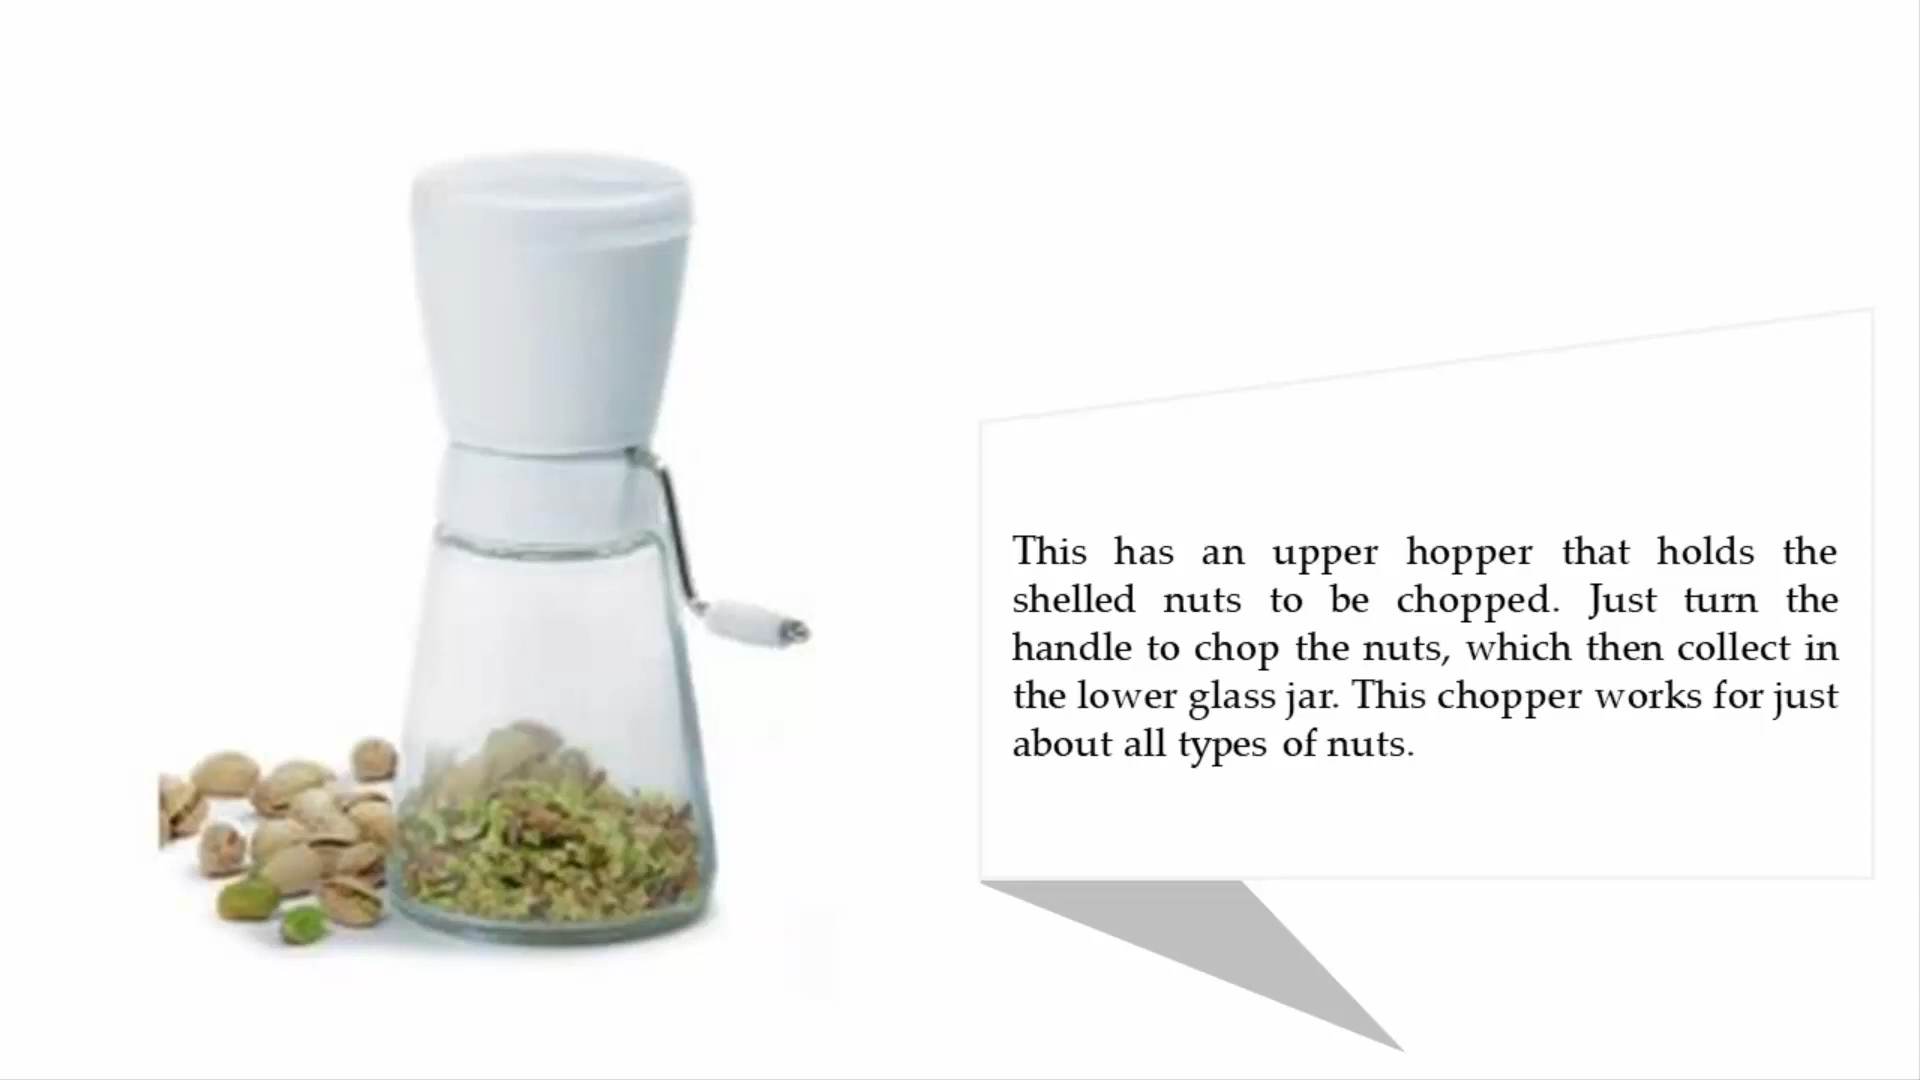 This has an upper hopper that holds the
shelled nuts to be chopped. Just turn the
handle to chop the nuts, which then collect in
the lower glass jar. This chopper works for just
about all types of nuts.